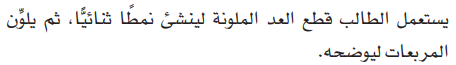 يستعمل الطالب قطع العد الملونة لينشئ نمطًا ثنائيًّا، ثم يلوِّن
المربعات ليوضحه.